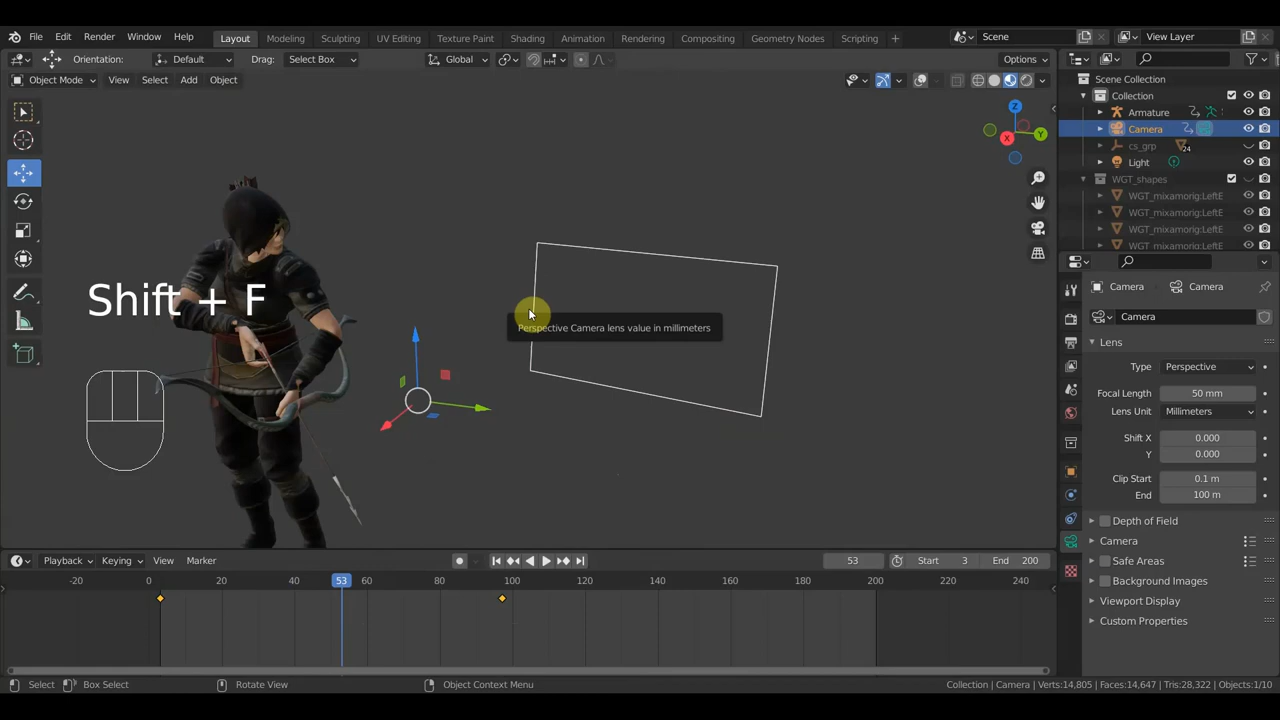 File Edit Render Window Help Layout Modeling Sculpting UV Editing Texture Paint Shading Animation Rendering Compositing Geometry Nodes Scripting + Scene View Layer
Orientation: Default Drag: Select Box Global Options
Object Mode View Select Add Object
Scene Collection
Collection
Armature
Camera
cs_grp 24
Light
WGT_shapes
WGT_mixamorig:LeftE
WGT_mixamorig:LeftE
WGT_mixamorig:LeftE
WGT_mixamorig:LeftE
Z
Y
X
Shift + F
Perspective Camera lens value in millimeters
Camera Camera
Camera
Lens
Type Perspective
Focal Length 50 mm
Lens Unit Millimeters
Shift X 0.000
Y 0.000
Clip Start 0.1 m
End 100 m
Depth of Field
Camera
Safe Areas
Background Images
Viewport Display
Custom Properties
Playback Keying View Marker 53 Start 3 End 200
-20 0 20 40 53 60 80 100 120 140 160 180 200 220 240
Select Box Select Rotate View Object Context Menu Collection | Camera | Verts:14,805 | Faces:14,647 | Tris:28,322 | Objects:1/10